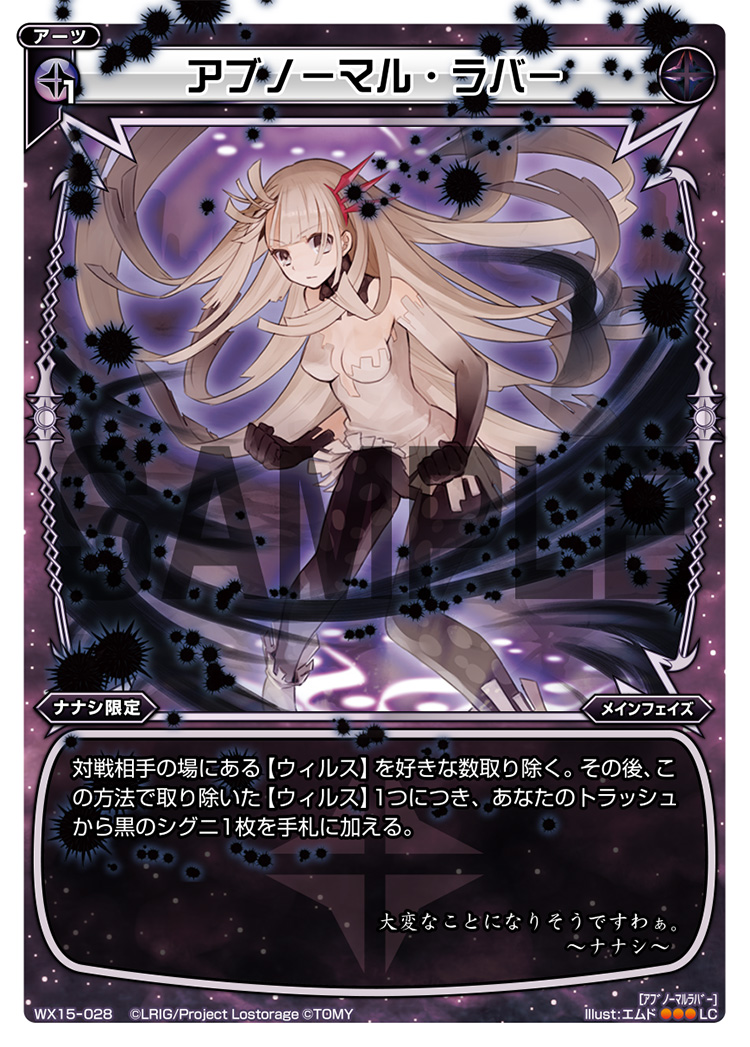 アーツ
1
アブノーマル・ラバー
SAMPLE
ナナシ限定
メインフェイズ
対戦相手の場にある【ウィルス】を好きな数取り除く。その後、こ
の方法で取り除いた【ウィルス】1つにつき、あなたのトラッシュ
から黒のシグニ1枚を手札に加える。
大変なことになりそうですわぁ。
～ナナシ～
[アブノーマルラバー]
WX15-028 ©LRIG/Project Lostorage ©TOMY illust:エムド LC